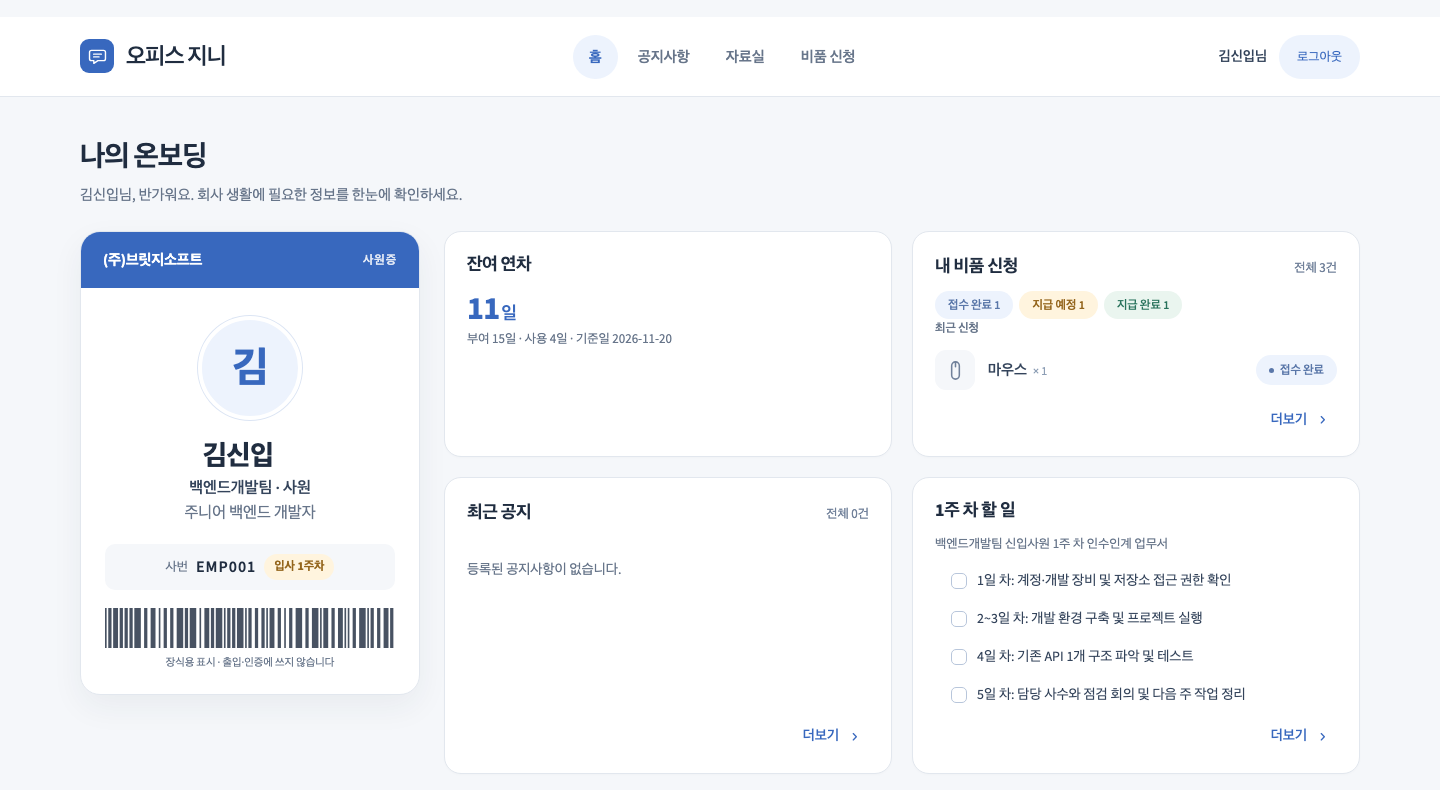 오피스 지니
홈
공지사항
자료실
비품 신청
김신입님
로그아웃
나의 온보딩
김신입님, 반가워요. 회사 생활에 필요한 정보를 한눈에 확인하세요.
(주)브릿지소프트
사원증
김
김신입
백엔드개발팀 · 사원
주니어 백엔드 개발자
사번 EMP001 입사 1주차
장식용 표시 · 출입·인증에 쓰지 않습니다
잔여 연차
11일
부여 15일 · 사용 4일 · 기준일 2026-11-20
내 비품 신청
전체 3건
접수 완료 1
지급 예정 1
지급 완료 1
최근 신청
마우스 × 1
접수 완료
더보기
최근 공지
전체 0건
등록된 공지사항이 없습니다.
더보기
1주 차 할 일
백엔드개발팀 신입사원 1주 차 인수인계 업무서
1일 차: 계정·개발 장비 및 저장소 접근 권한 확인
2~3일 차: 개발 환경 구축 및 프로젝트 실행
4일 차: 기존 API 1개 구조 파악 및 테스트
5일 차: 담당 사수와 점검 회의 및 다음 주 작업 정리
더보기